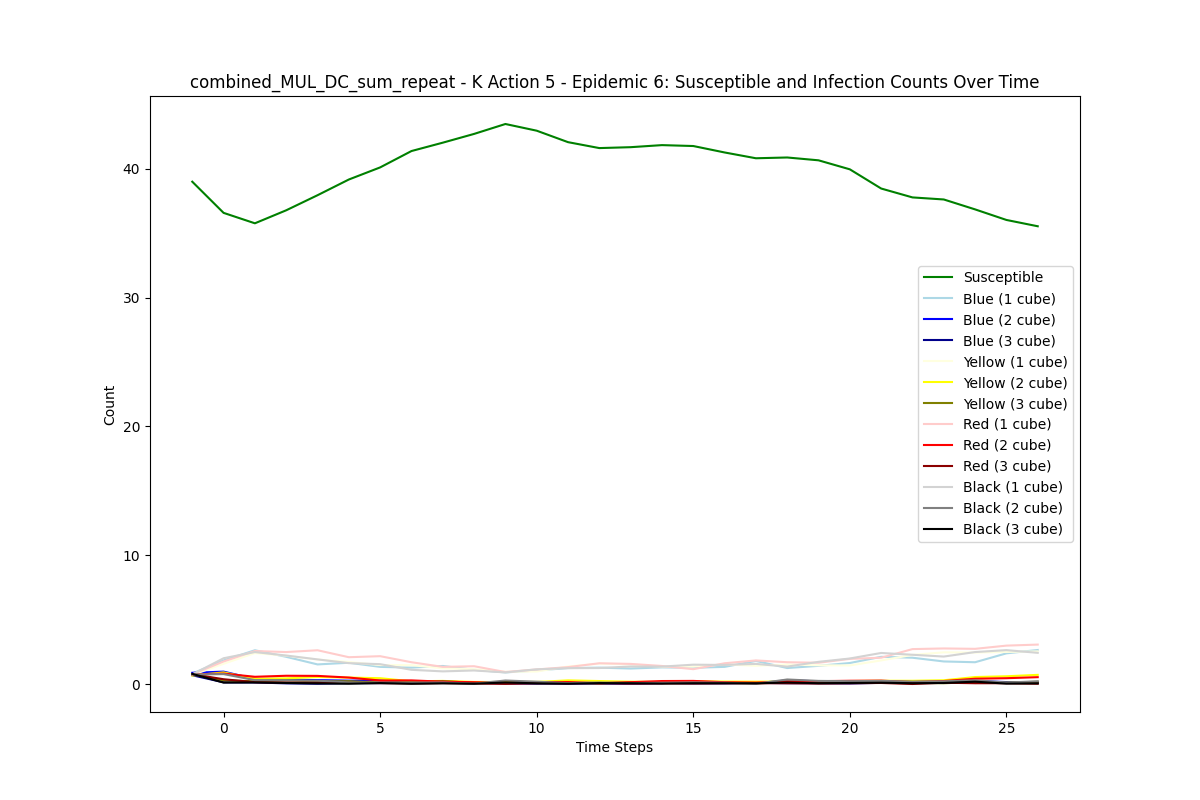 combined_MUL_DC_sum_repeat - K Action 5 - Epidemic 6: Susceptible and Infection Counts Over Time
Count
40
30
20
10
0
Susceptible
Blue (1 cube)
Blue (2 cube)
Blue (3 cube)
Yellow (1 cube)
Yellow (2 cube)
Yellow (3 cube)
Red (1 cube)
Red (2 cube)
Red (3 cube)
Black (1 cube)
Black (2 cube)
Black (3 cube)
0 5 10 15 20 25
Time Steps